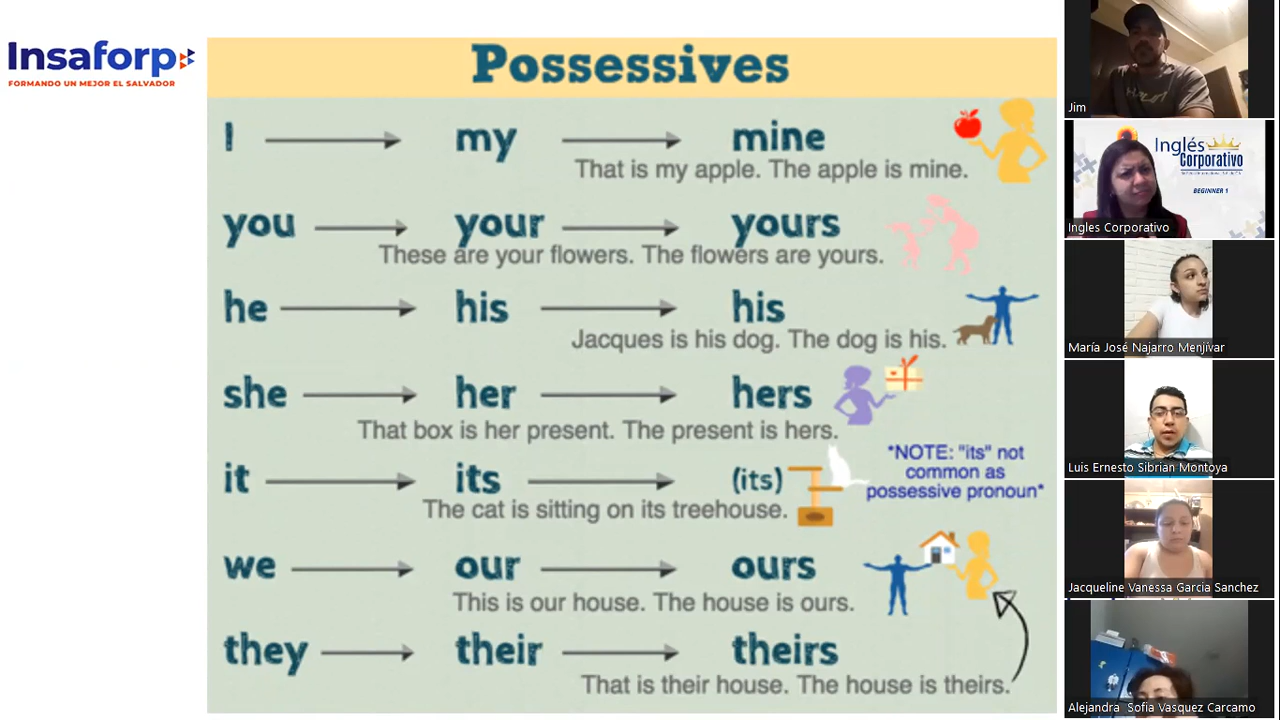 Insaforp
FORMANDO UN MEJOR EL SALVADOR
Possessives
I my mine
That is my apple. The apple is mine.
you your yours
These are your flowers. The flowers are yours.
he his his
Jacques is his dog. The dog is his.
she her hers
That box is her present. The present is hers.
it its (its)
The cat is sitting on its treehouse.
*NOTE: "its" not
common as
possessive pronoun*
we our ours
This is our house. The house is ours.
they their theirs
That is their house. The house is theirs.
Jim
Inglés
Corporativo
BEGINNER 1
Ingles Corporativo
María José Najarro Menjívar
Luis Ernesto Sibrian Montoya
Jacqueline Vanessa Garcia Sanchez
Alejandra Sofía Vasquez Carcamo